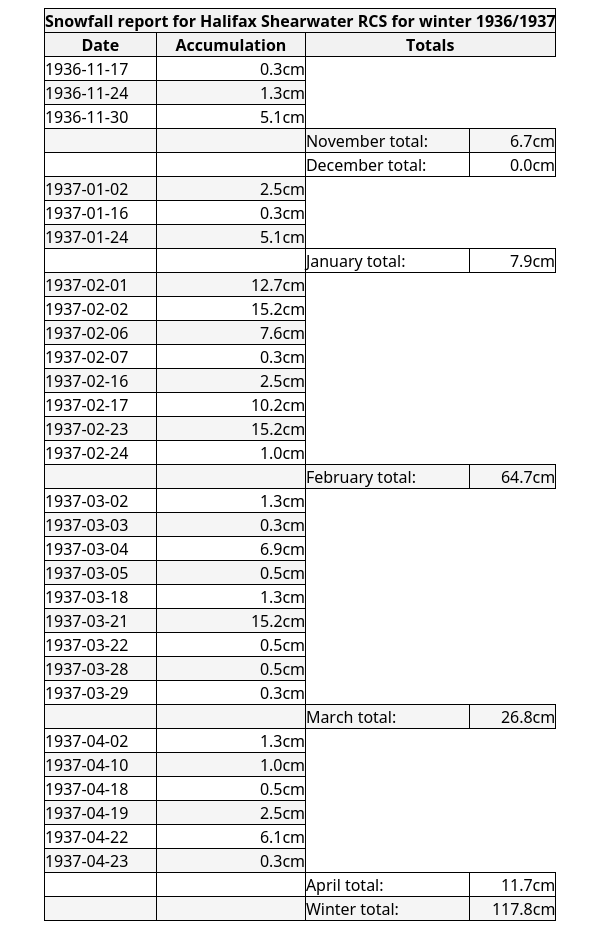 Snowfall report for Halifax Shearwater RCS for winter 1936/1937
Date Accumulation Totals
1936-11-17 0.3cm
1936-11-24 1.3cm
1936-11-30 5.1cm
November total: 6.7cm
December total: 0.0cm
1937-01-02 2.5cm
1937-01-16 0.3cm
1937-01-24 5.1cm
January total: 7.9cm
1937-02-01 12.7cm
1937-02-02 15.2cm
1937-02-06 7.6cm
1937-02-07 0.3cm
1937-02-16 2.5cm
1937-02-17 10.2cm
1937-02-23 15.2cm
1937-02-24 1.0cm
February total: 64.7cm
1937-03-02 1.3cm
1937-03-03 0.3cm
1937-03-04 6.9cm
1937-03-05 0.5cm
1937-03-18 1.3cm
1937-03-21 15.2cm
1937-03-22 0.5cm
1937-03-28 0.5cm
1937-03-29 0.3cm
March total: 26.8cm
1937-04-02 1.3cm
1937-04-10 1.0cm
1937-04-18 0.5cm
1937-04-19 2.5cm
1937-04-22 6.1cm
1937-04-23 0.3cm
April total: 11.7cm
Winter total: 117.8cm